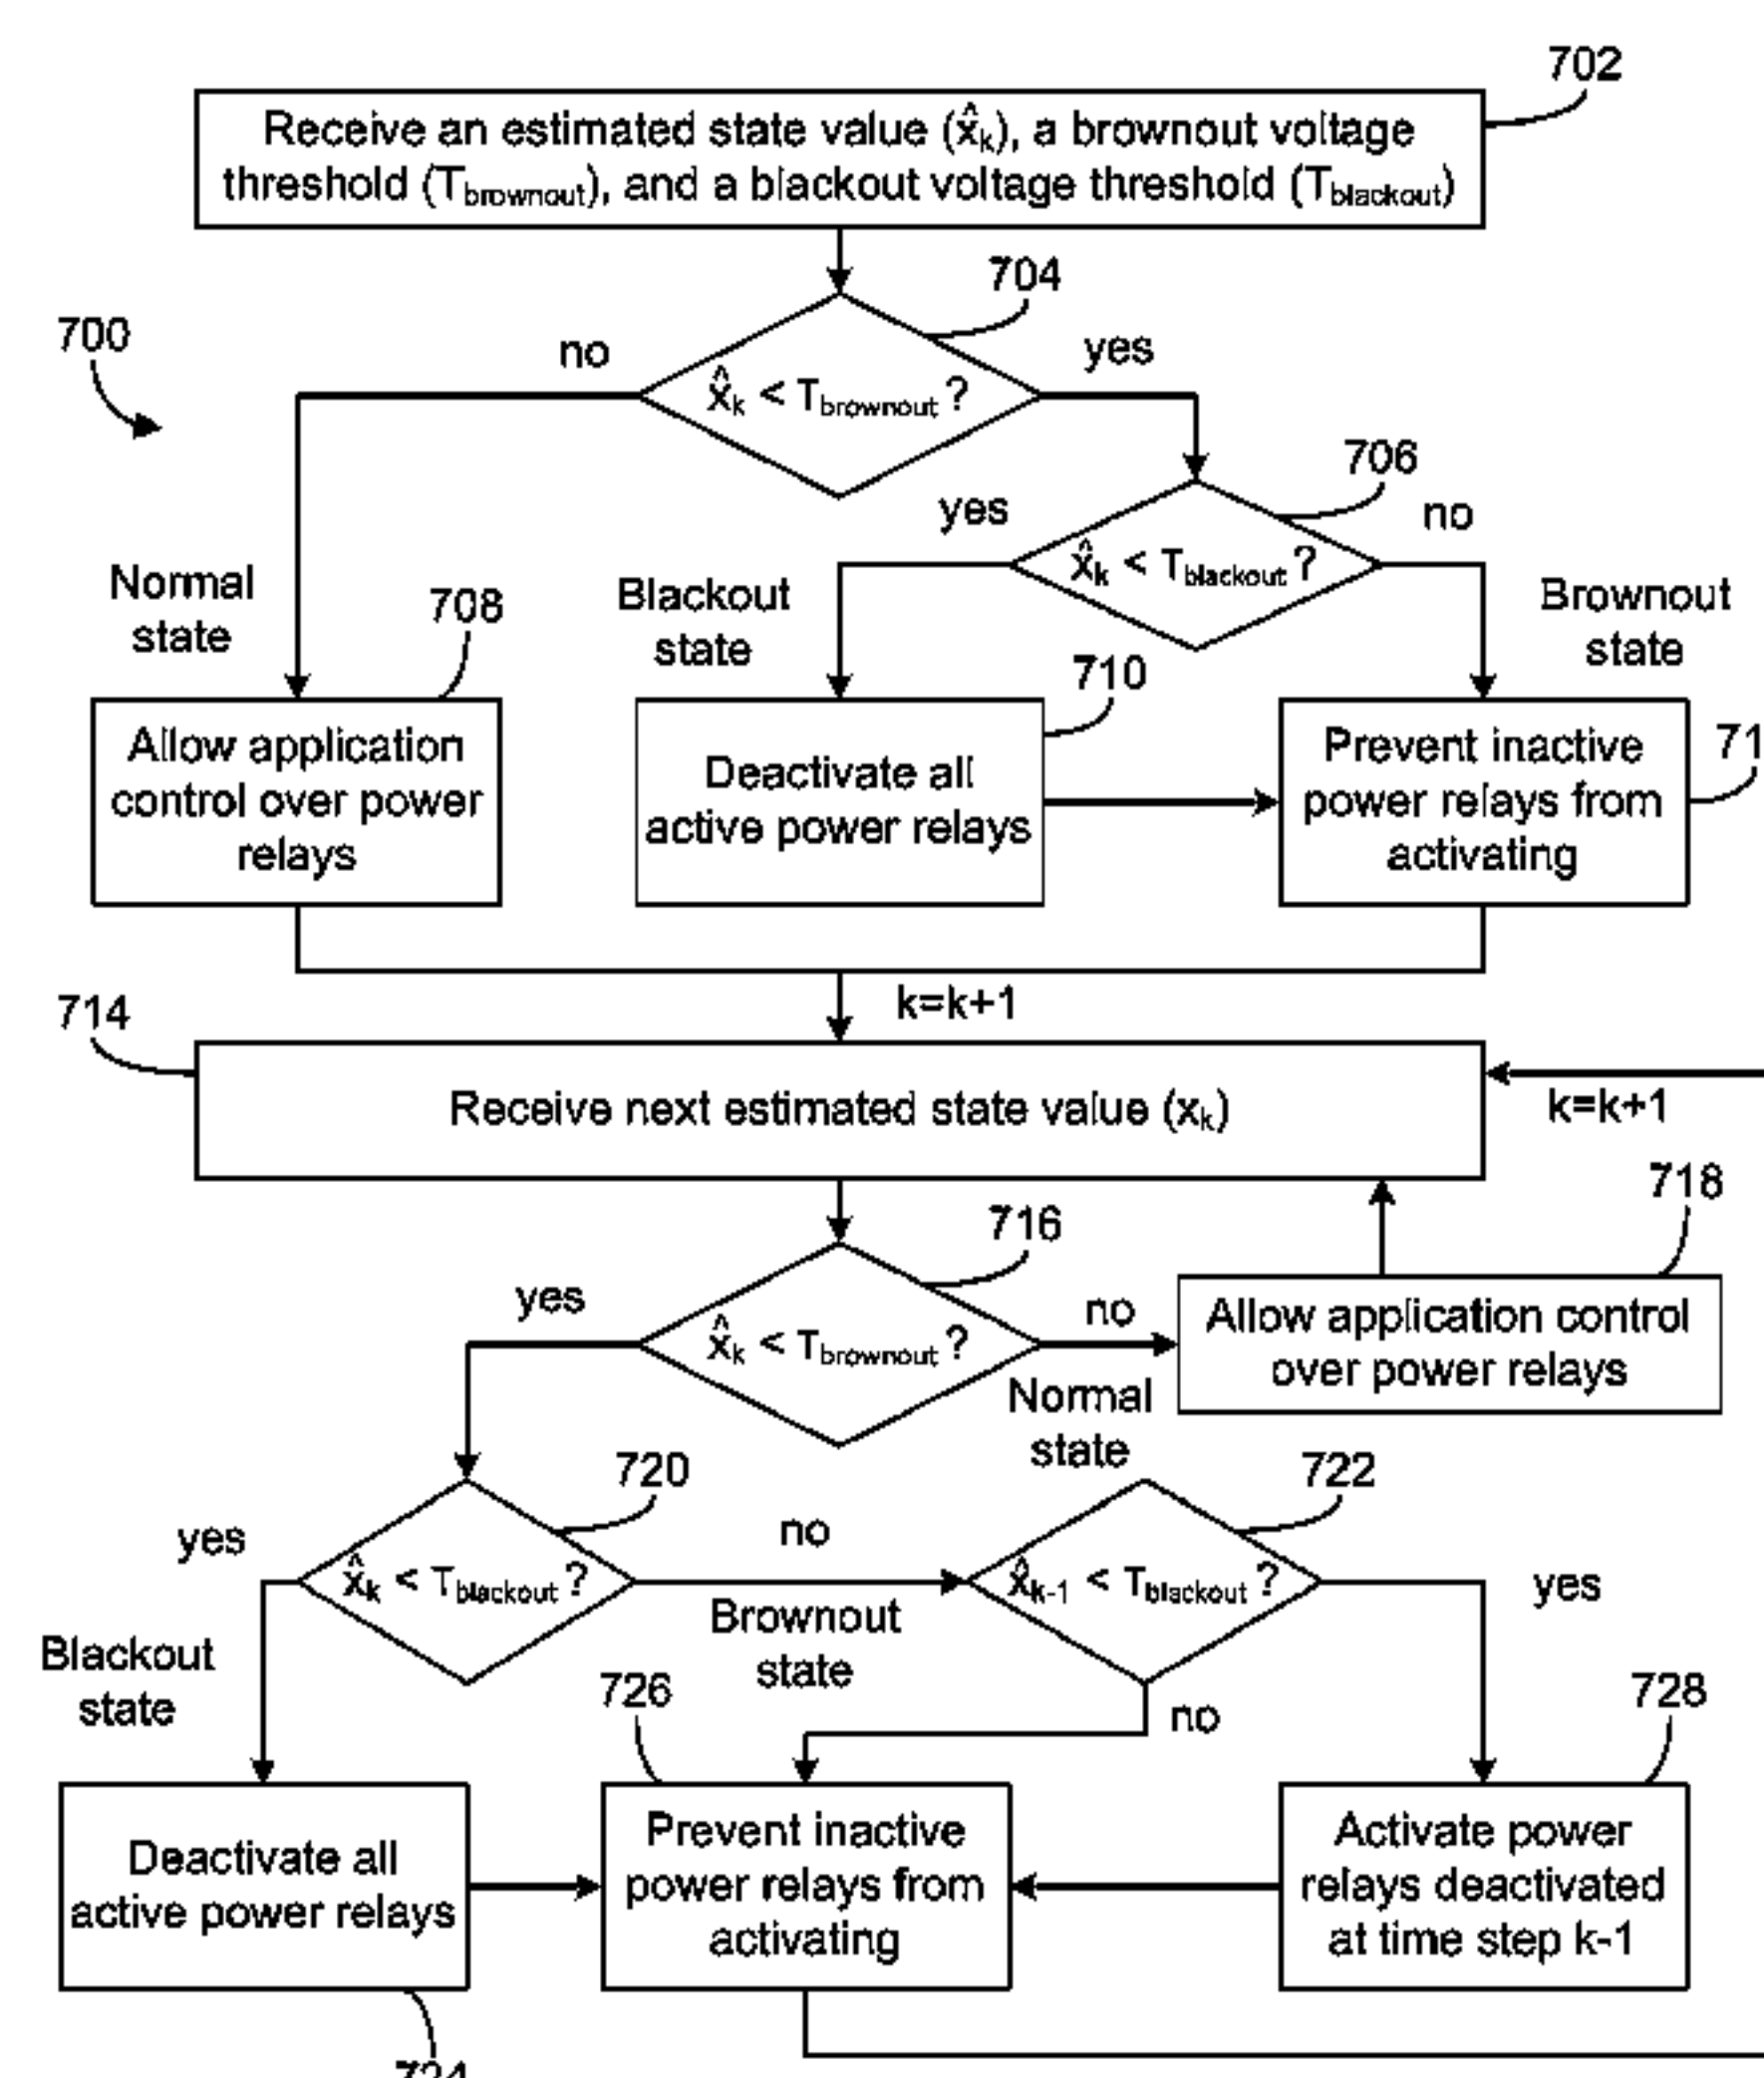 702
Receive an estimated state value (x̂k), a brownout voltage
threshold (Tbrownout), and a blackout voltage threshold (Tblackout)
704
700
no
yes
x̂k < Tbrownout ?
706
yes
no
x̂k < Tblackout ?
Normal
state
708
Blackout
state
Brownout
state
710
Allow application
control over power
relays
Deactivate all
active power relays
Prevent inactive
power relays from
activating
71
k=k+1
714
Receive next estimated state value (xk)
k=k+1
718
716
yes
no
x̂k < Tbrownout ?
Allow application control
over power relays
Normal
state
720
722
yes
no
x̂k < Tblackout ?
x̂k-1 < Tblackout ?
yes
Brownout
state
Blackout
state
726
no
728
Deactivate all
active power relays
Prevent inactive
power relays from
activating
Activate power
relays deactivated
at time step k-1